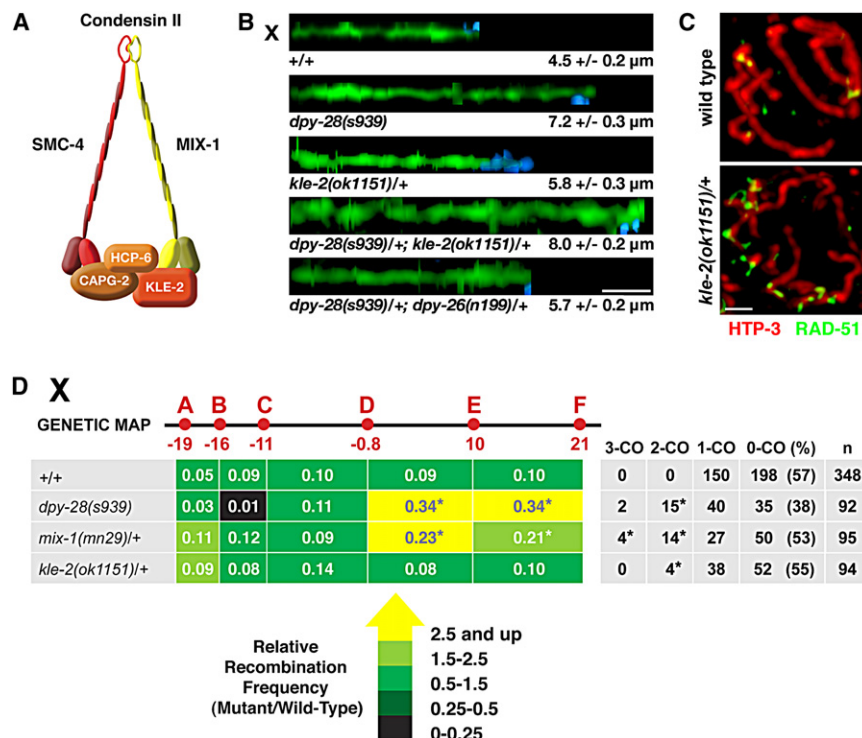 A
Condensin II
SMC-4
MIX-1
HCP-6
CAPG-2
KLE-2
B
X
+/+ 4.5 +/- 0.2 µm
dpy-28(s939) 7.2 +/- 0.3 µm
kle-2(ok1151)/+ 5.8 +/- 0.3 µm
dpy-28(s939)/+; kle-2(ok1151)/+ 8.0 +/- 0.2 µm
dpy-28(s939)/+; dpy-26(n199)/+ 5.7 +/- 0.2 µm
C
wild type
kle-2(ok1151)/+
HTP-3 RAD-51
D X
GENETIC MAP A B C D E F
-19 -16 -11 -0.8 10 21
3-CO 2-CO 1-CO 0-CO (%) n
+/+ 0.05 0.09 0.10 0.09 0.10 0 0 150 198 (57) 348
dpy-28(s939) 0.03 0.01 0.11 0.34* 0.34* 2 15* 40 35 (38) 92
mix-1(mn29)/+ 0.11 0.12 0.09 0.23* 0.21* 4* 14* 27 50 (53) 95
kle-2(ok1151)/+ 0.09 0.08 0.14 0.08 0.10 0 4* 38 52 (55) 94
Relative
Recombination
Frequency
(Mutant/Wild-Type)
2.5 and up
1.5-2.5
0.5-1.5
0.25-0.5
0-0.25